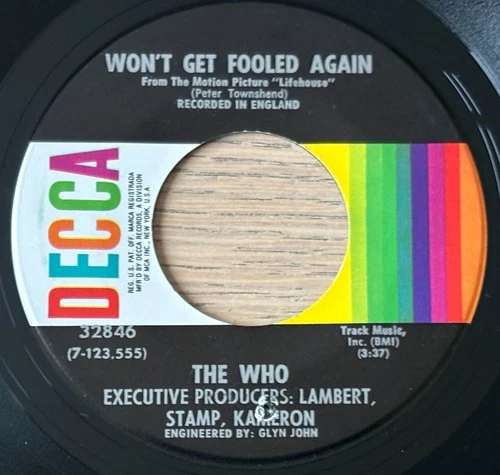 WON'T GET FOOLED AGAIN
From The Motion Picture "Lifehouse"
(Peter Townshend)
RECORDED IN ENGLAND
DECCA
REG. U.S. PAT. OFF. MARCA REGISTRADA
MFR'D BY DECCA RECORDS, A DIVISION
OF MCA INC., NEW YORK, U.S.A.
32846
(7-123,555)
Track Music,
Inc. (BMI)
(3:37)
THE WHO
EXECUTIVE PRODUCERS: LAMBERT,
STAMP, KAMERON
ENGINEERED BY: GLYN JOHN